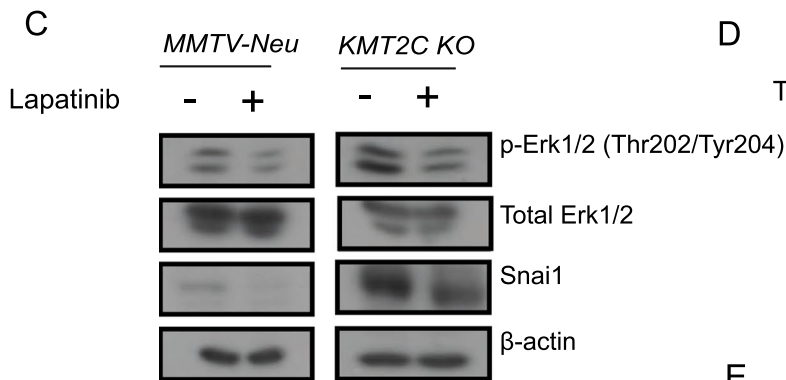 C
D
MMTV-Neu KMT2C KO
Lapatinib - + - +
T
p-Erk1/2 (Thr202/Tyr204)
Total Erk1/2
Snai1
β-actin
E